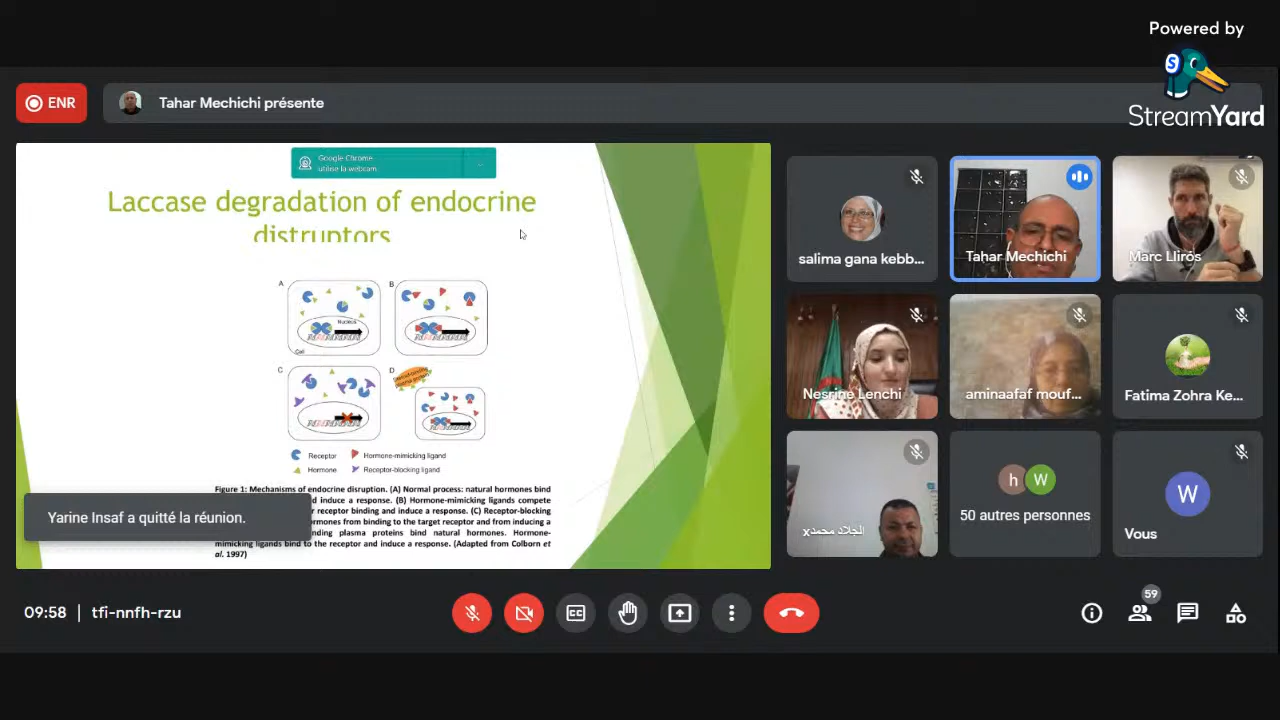 Powered by
StreamYard
ENR
Tahar Mechichi présente
Google Chrome
utilise la webcam
Laccase degradation of endocrine
distruptors
A
B
Nucleus
Cell
C
D
Receptor
Hormone-mimicking ligand
Hormone
Receptor-blocking ligand
Figure 1: Mechanisms of endocrine disruption. (A) Normal process: natural hormones bind
d induce a response. (B) Hormone-mimicking ligands compete
r receptor binding and induce a response. (C) Receptor-blocking
ormones from binding to the target receptor and from inducing a
nding plasma proteins bind natural hormones. Hormone-
mimicking ligands bind to the receptor and induce a response. (Adapted from Colborn et
al. 1997)
Yarine Insaf a quitté la réunion.
salima gana kebb...
Tahar Mechichi
Marc Llirós
Nesrine Lenchi
aminaafaf mouf...
Fatima Zohra Ke...
الجلاد محمدx
h
W
50 autres personnes
W
Vous
09:58 | tfi-nnfh-rzu
59